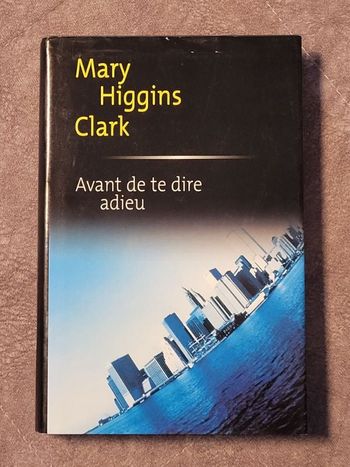 Mary
Higgins
Clark
Avant de te dire
adieu